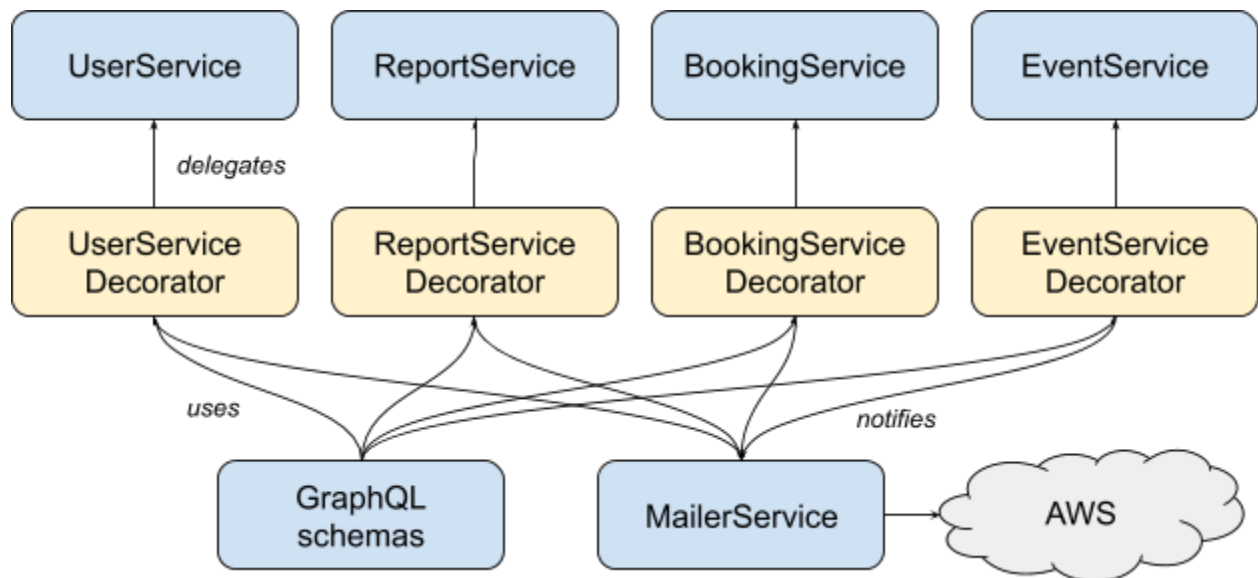 UserService
ReportService
BookingService
EventService
delegates
UserService
Decorator
ReportService
Decorator
BookingService
Decorator
EventService
Decorator
uses
notifies
GraphQL
schemas
MailerService
AWS